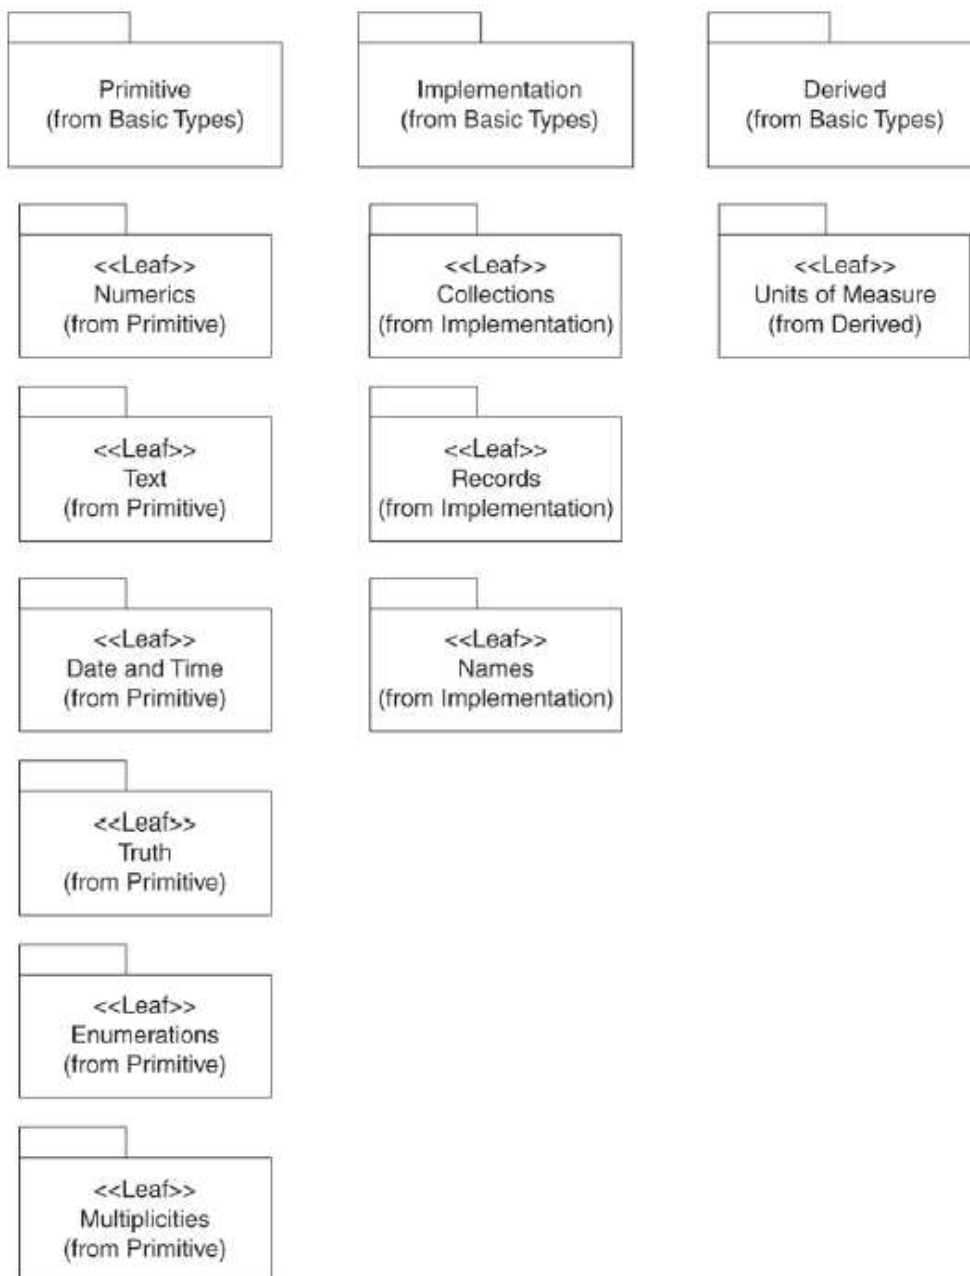 Primitive
(from Basic Types)
Implementation
(from Basic Types)
Derived
(from Basic Types)
<<Leaf>>
Numerics
(from Primitive)
<<Leaf>>
Collections
(from Implementation)
<<Leaf>>
Units of Measure
(from Derived)
<<Leaf>>
Text
(from Primitive)
<<Leaf>>
Records
(from Implementation)
<<Leaf>>
Date and Time
(from Primitive)
<<Leaf>>
Names
(from Implementation)
<<Leaf>>
Truth
(from Primitive)
<<Leaf>>
Enumerations
(from Primitive)
<<Leaf>>
Multiplicities
(from Primitive)